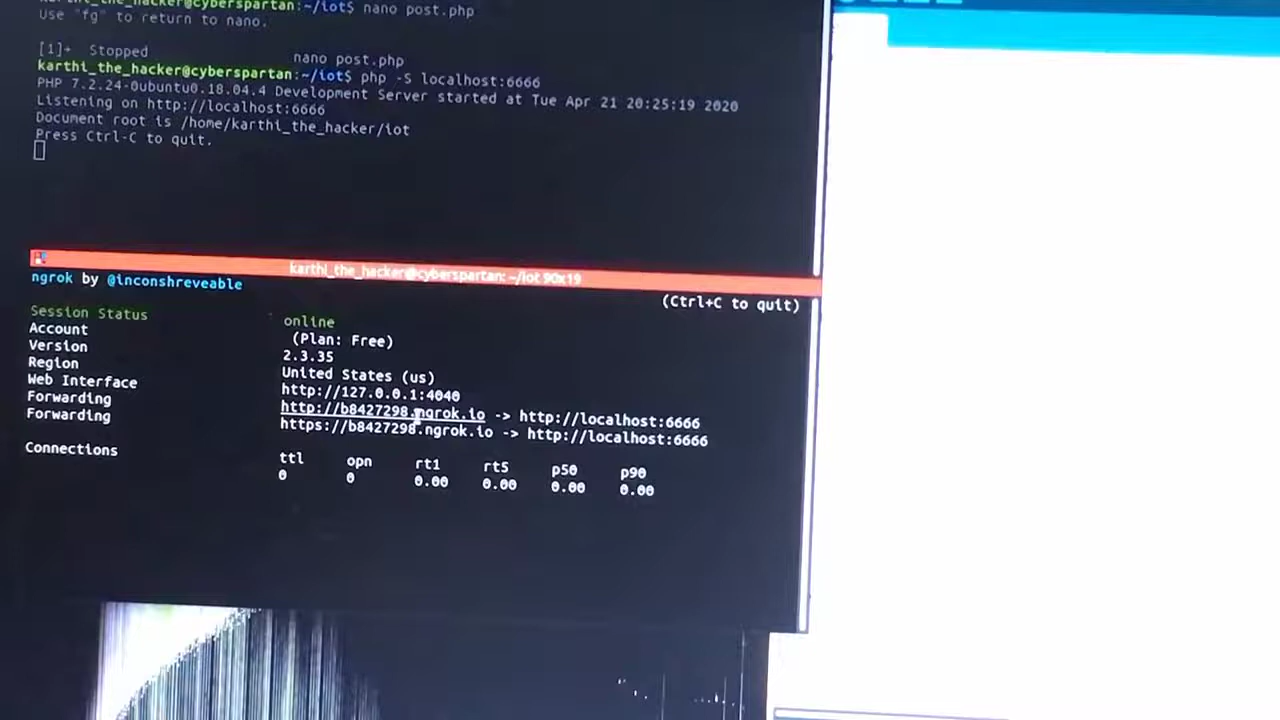 karthi_the_hacker@cyberspartan:~/iot$ nano post.php
Use "fg" to return to nano.
[1]+  Stopped                 nano post.php
karthi_the_hacker@cyberspartan:~/iot$ php -S localhost:6666
PHP 7.2.24-0ubuntu0.18.04.4 Development Server started at Tue Apr 21 20:25:19 2020
Listening on http://localhost:6666
Document root is /home/karthi_the_hacker/iot
Press Ctrl-C to quit.
karthi_the_hacker@cyberspartan: ~/iot 90x19
ngrok by @inconshreveable (Ctrl+C to quit)
Session Status online
Account (Plan: Free)
Version 2.3.35
Region United States (us)
Web Interface http://127.0.0.1:4040
Forwarding http://b8427298.ngrok.io -> http://localhost:6666
Forwarding https://b8427298.ngrok.io -> http://localhost:6666
Connections ttl opn rt1 rt5 p50 p90
0 0 0.00 0.00 0.00 0.00